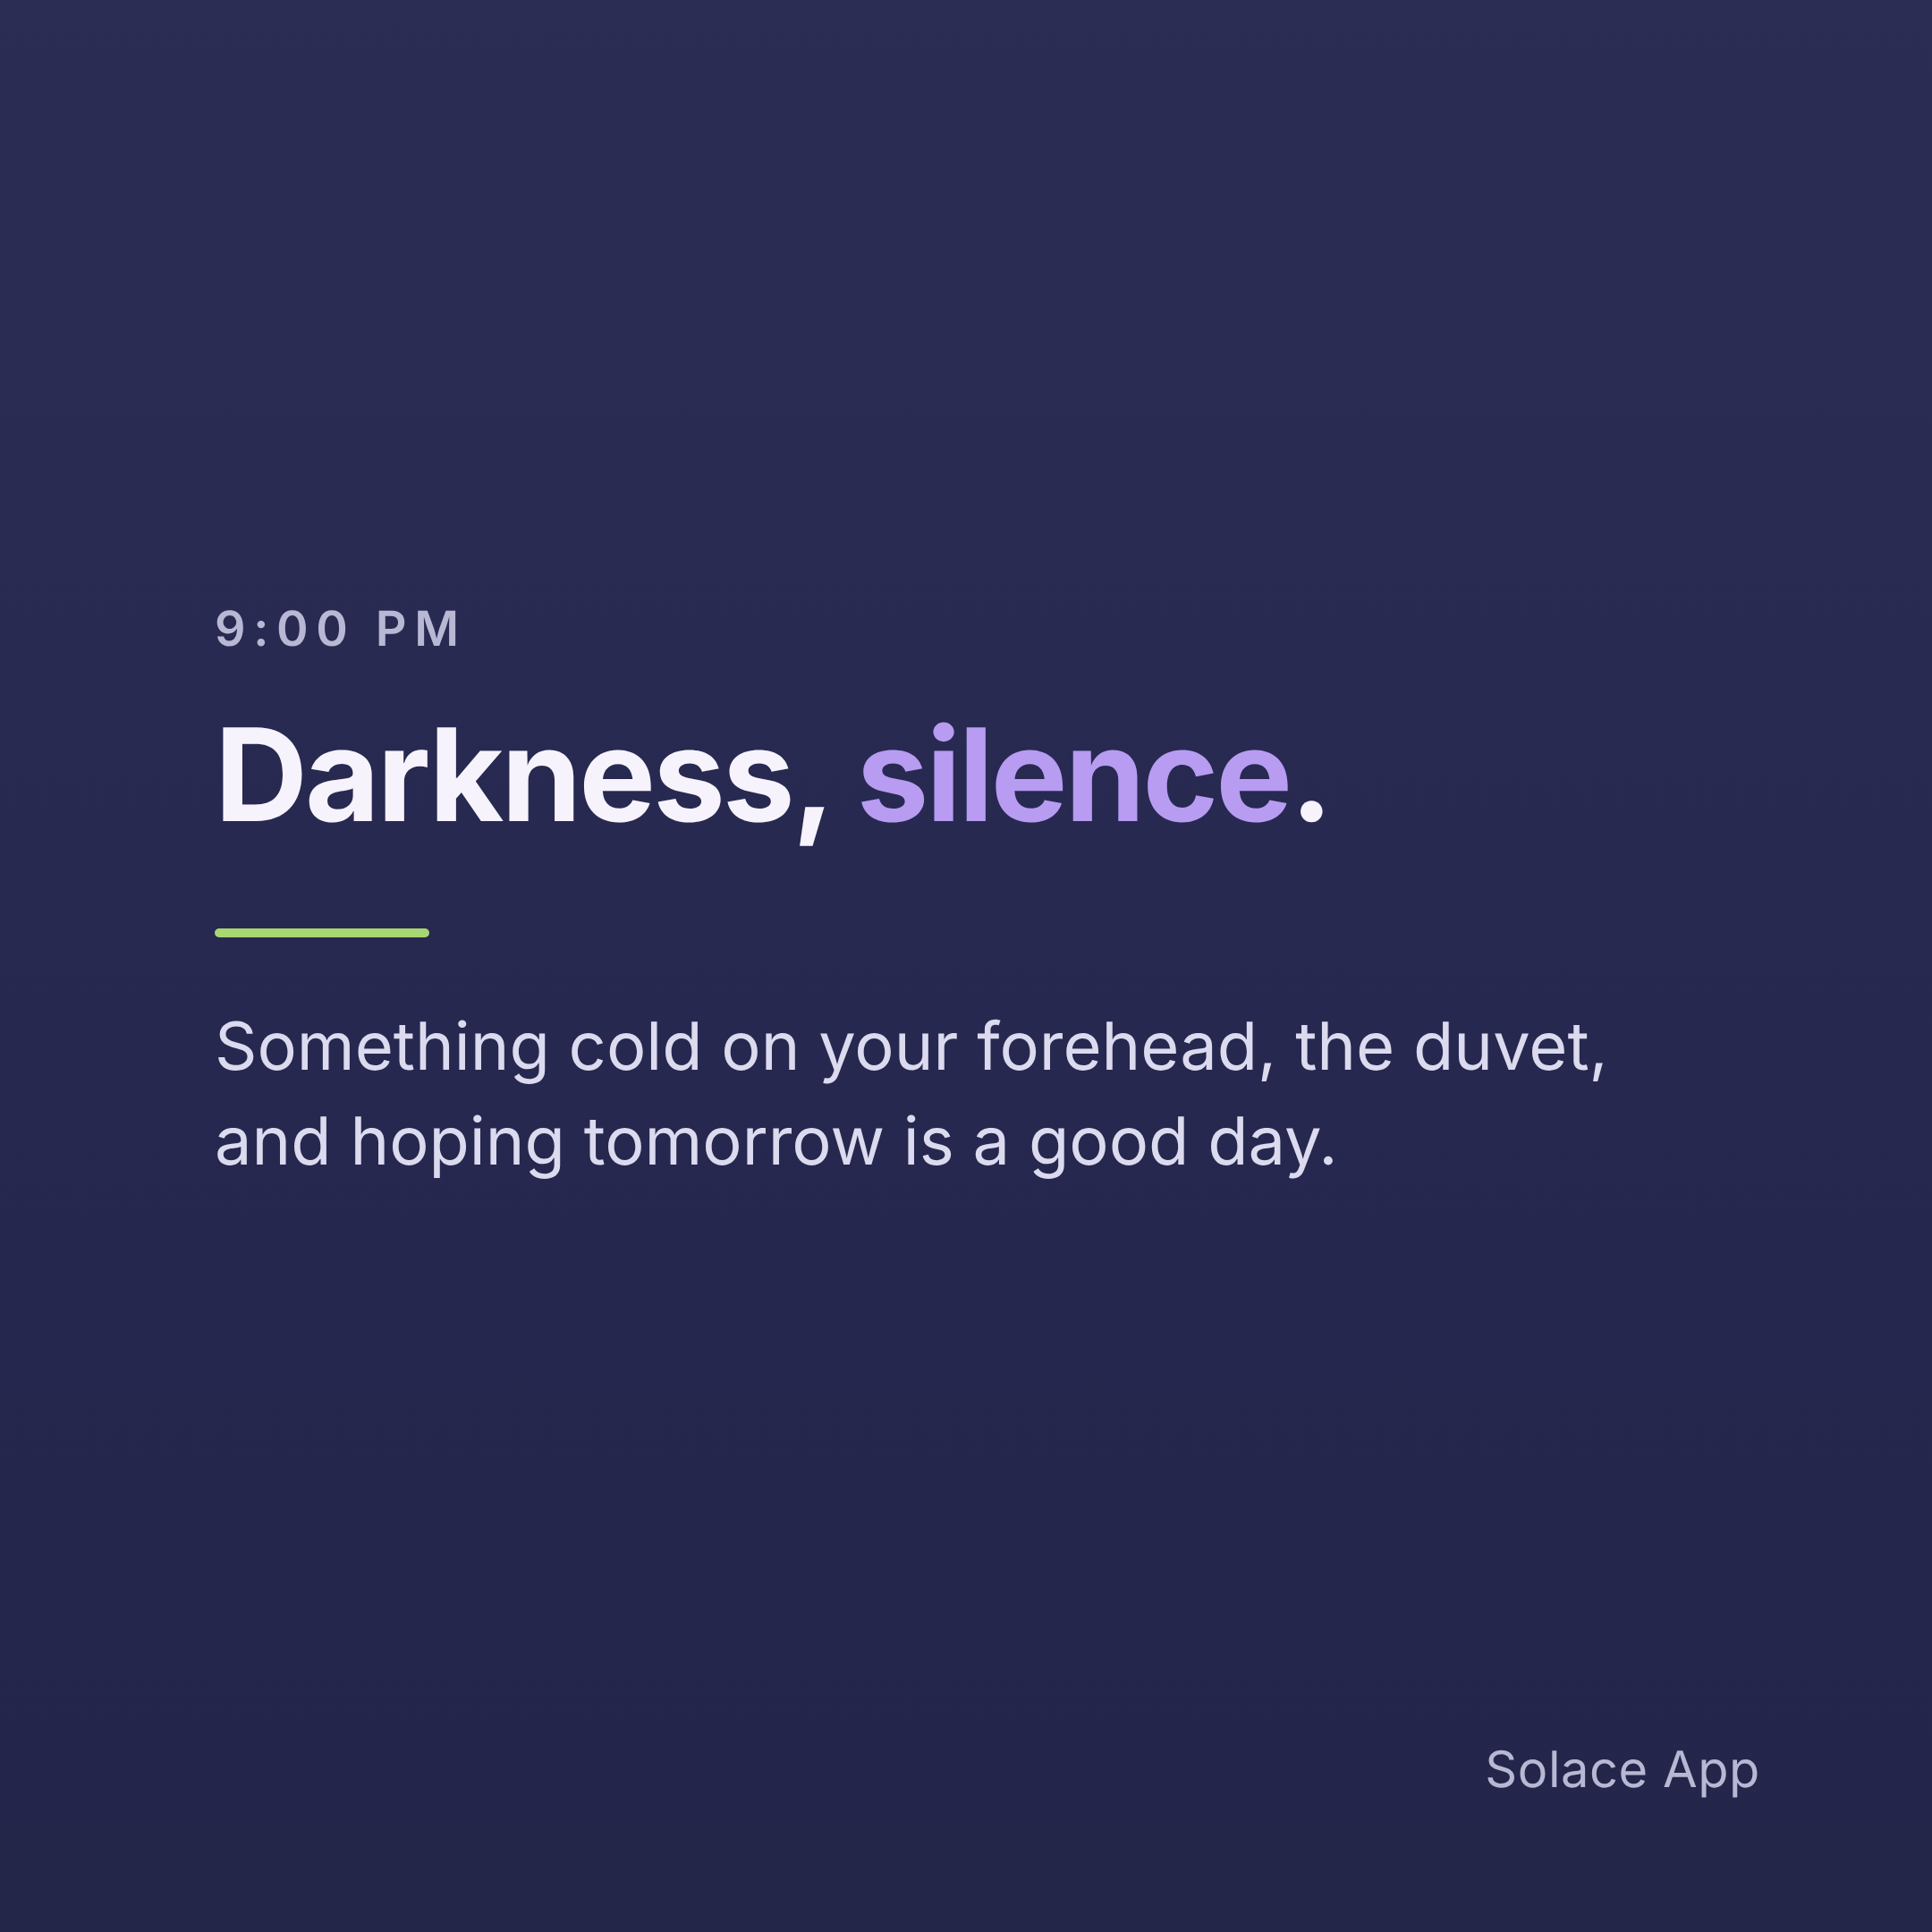 9:00 PM
Darkness, silence.
Something cold on your forehead, the duvet,
and hoping tomorrow is a good day.
Solace App